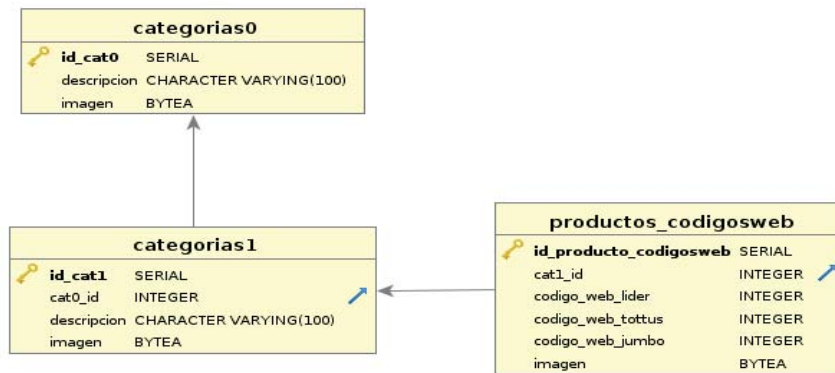 categorias0
id_cat0 SERIAL
descripcion CHARACTER VARYING(100)
imagen BYTEA
categorias1
id_cat1 SERIAL
cat0_id INTEGER
descripcion CHARACTER VARYING(100)
imagen BYTEA
productos_codigosweb
id_producto_codigosweb SERIAL
cat1_id INTEGER
codigo_web_lider INTEGER
codigo_web_tottus INTEGER
codigo_web_jumbo INTEGER
imagen BYTEA